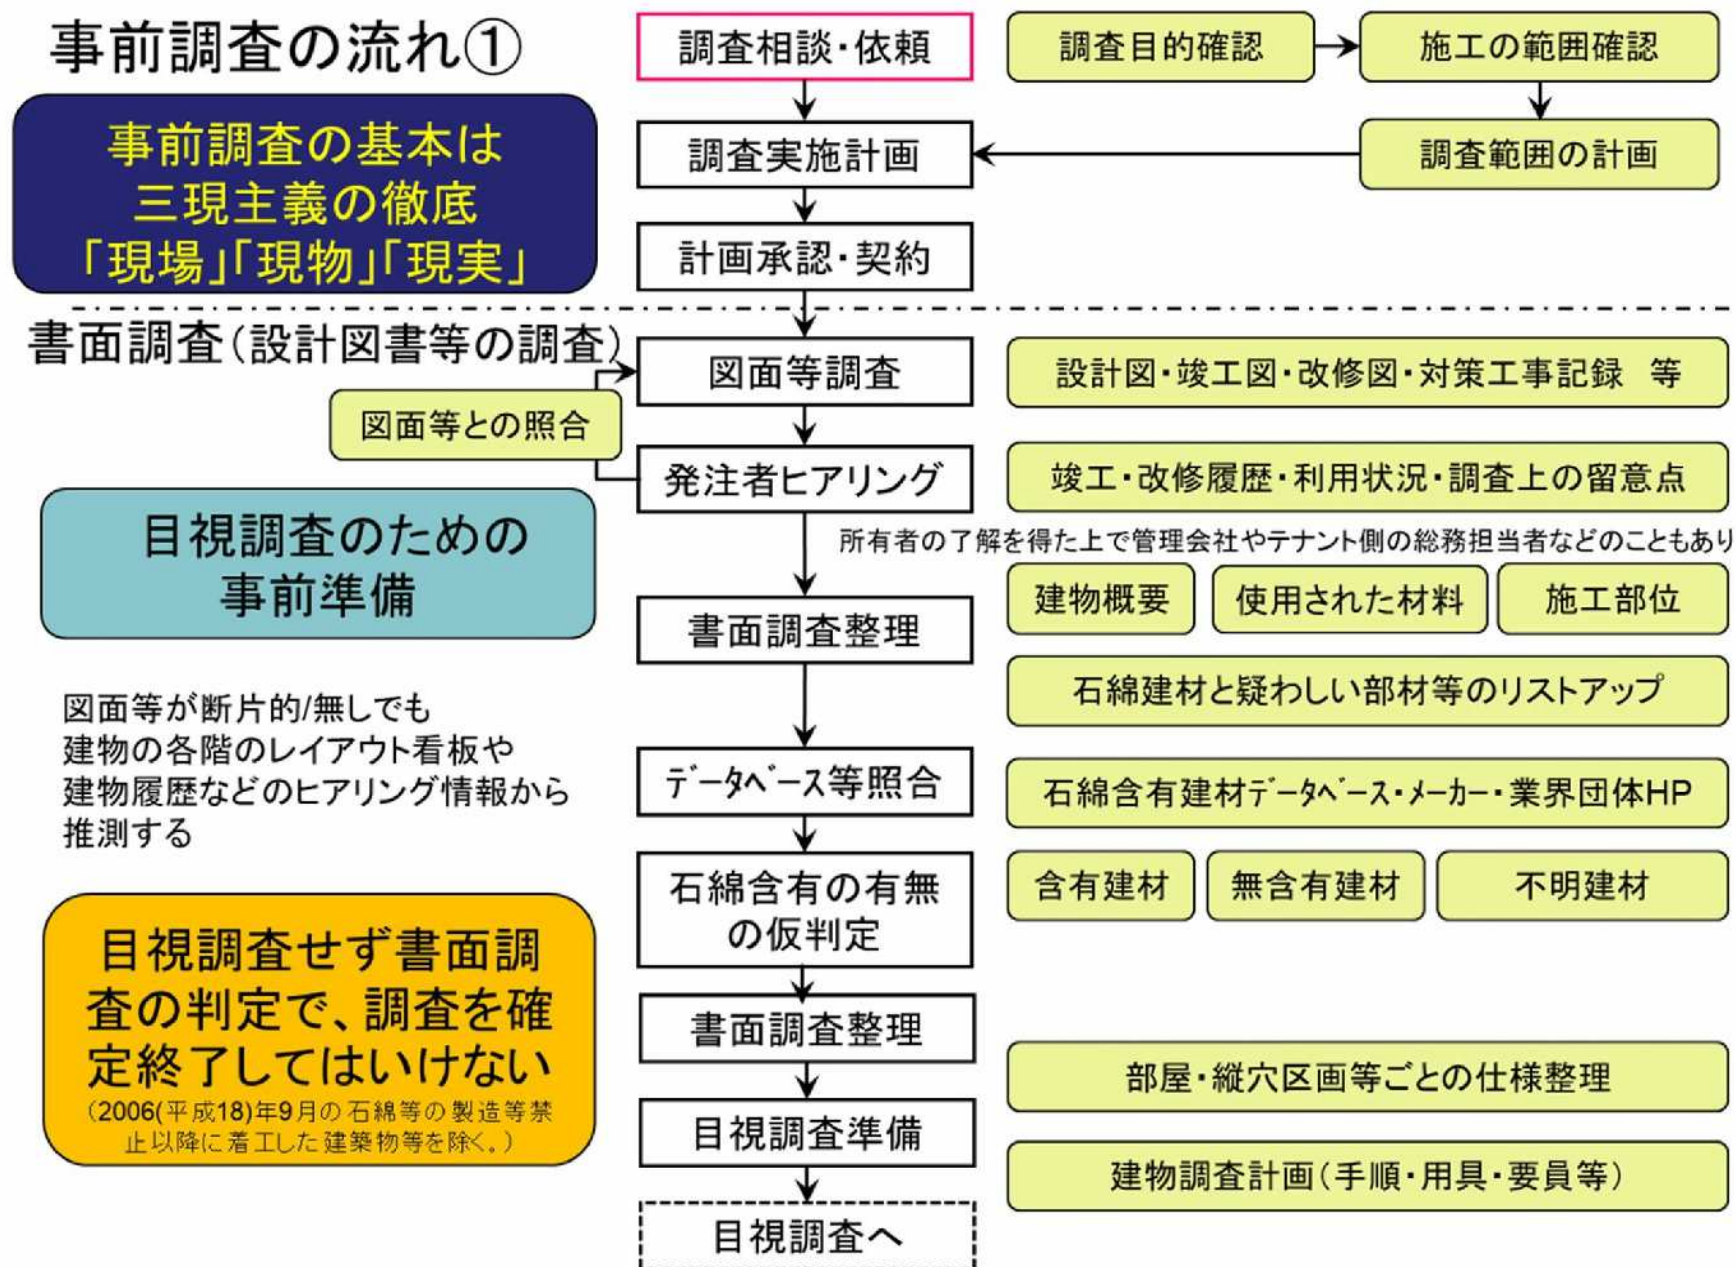 事前調査の流れ①
事前調査の基本は
三現主義の徹底
「現場」「現物」「現実」
調査相談・依頼
調査目的確認
施工の範囲確認
調査実施計画
調査範囲の計画
計画承認・契約
書面調査(設計図書等の調査)
図面等調査
設計図・竣工図・改修図・対策工事記録 等
図面等との照合
発注者ヒアリング
竣工・改修履歴・利用状況・調査上の留意点
所有者の了解を得た上で管理会社やテナント側の総務担当者などのこともあり
目視調査のための
事前準備
書面調査整理
建物概要
使用された材料
施工部位
石綿建材と疑わしい部材等のリストアップ
図面等が断片的/無しでも
建物の各階のレイアウト看板や
建物履歴などのヒアリング情報から
推測する
データベース等照合
石綿含有建材データベース・メーカー・業界団体HP
石綿含有の有無
の仮判定
含有建材
無含有建材
不明建材
目視調査せず書面調
査の判定で、調査を確
定終了してはいけない
(2006(平成18)年9月の石綿等の製造等禁
止以降に着工した建築物等を除く。)
書面調査整理
部屋・縦穴区画等ごとの仕様整理
目視調査準備
建物調査計画(手順・用具・要員等)
目視調査へ